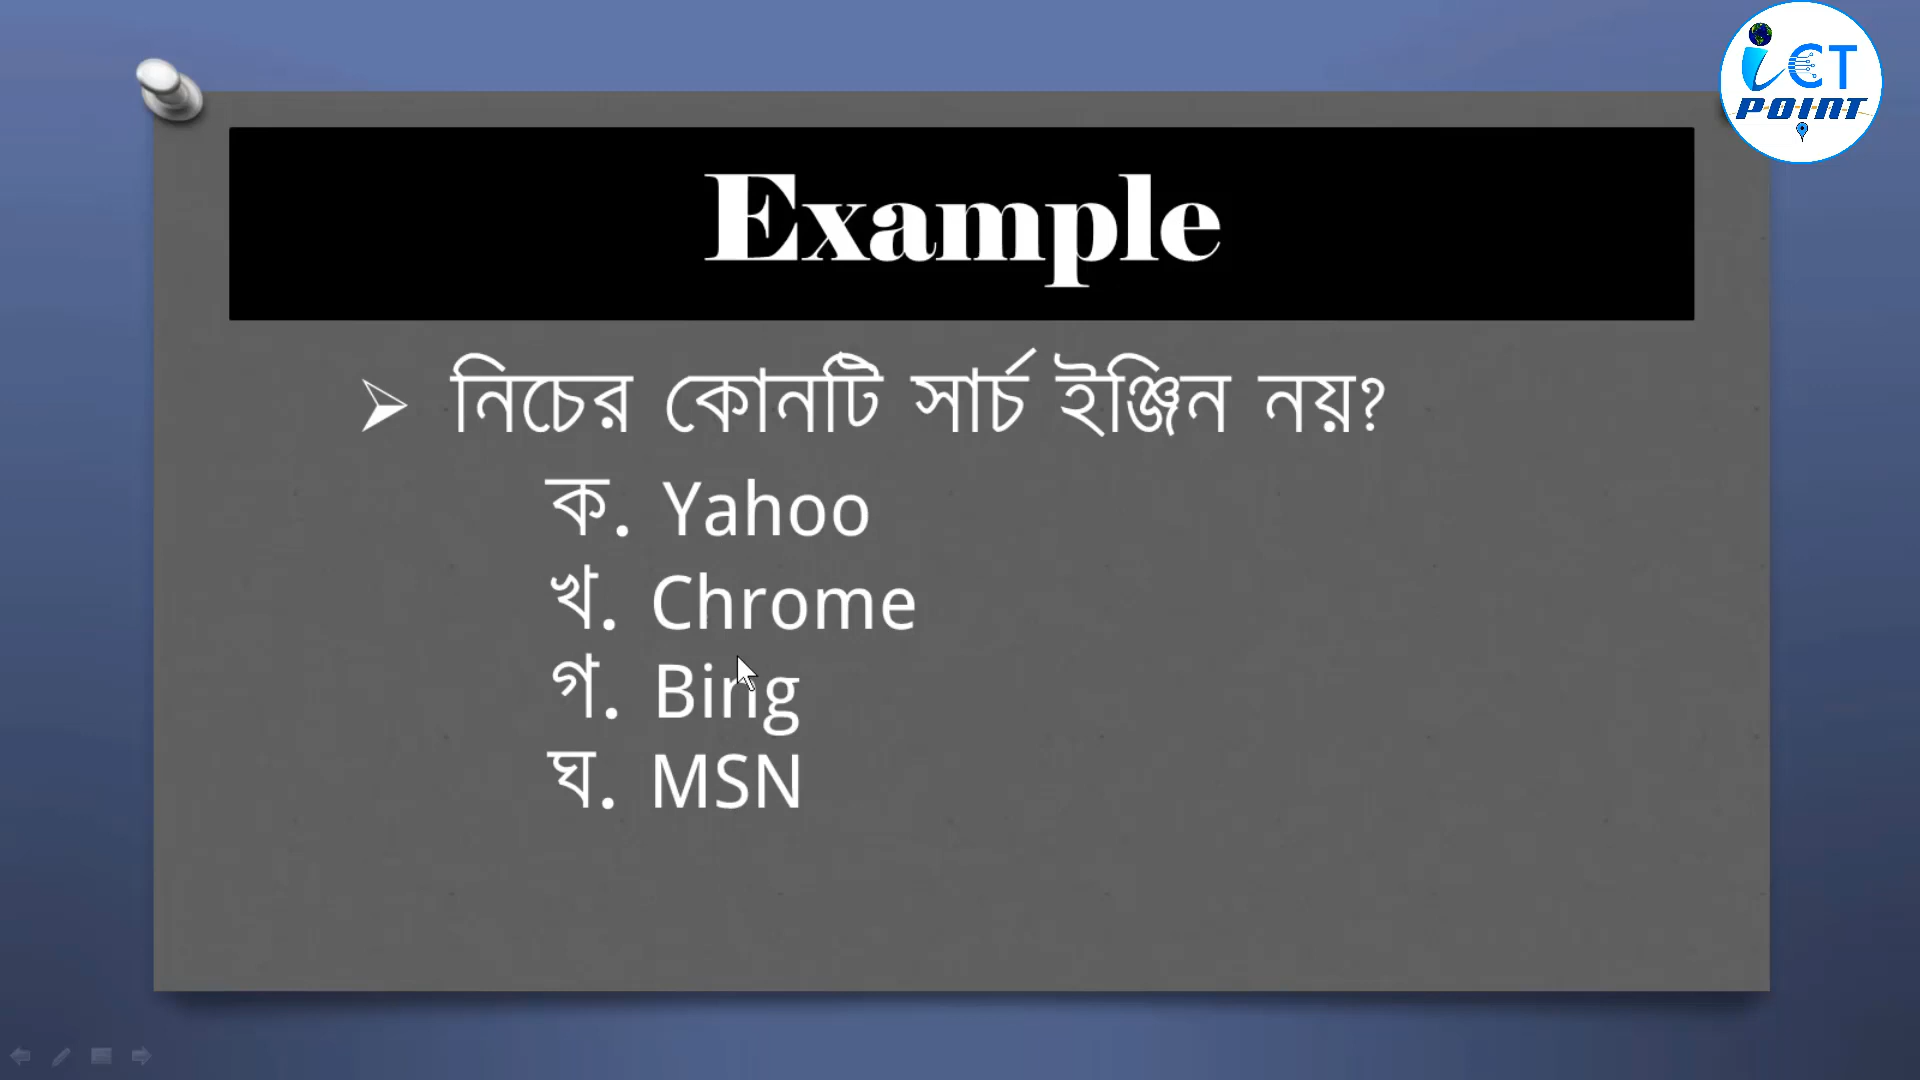 iCT
POINT
Example
➢ নিচের কোনটি সার্চ ইঞ্জিন নয়?
ক. Yahoo
খ. Chrome
গ. Bing
ঘ. MSN